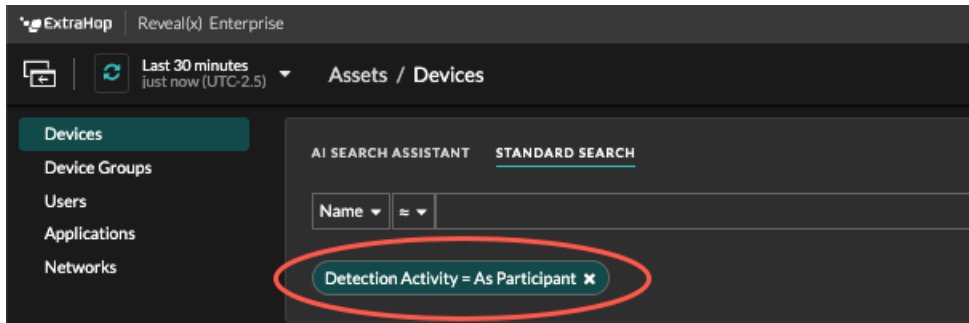 ExtraHop Reveal(x) Enterprise
Last 30 minutes
just now (UTC-2.5)
Assets / Devices
Devices
Device Groups
Users
Applications
Networks
AI SEARCH ASSISTANT STANDARD SEARCH
Name ≈
Detection Activity = As Participant ×